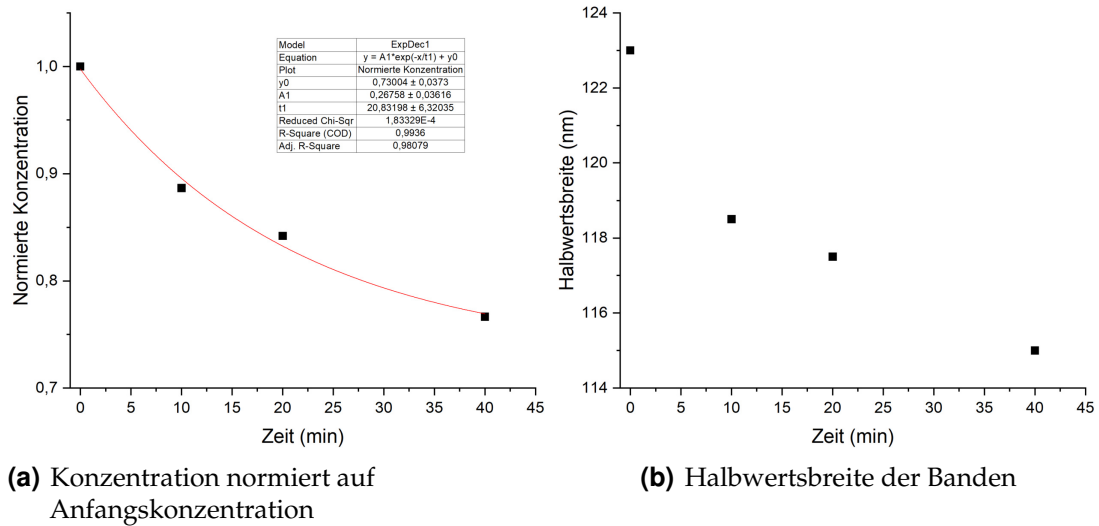 Normierte Konzentration
1,0
0,9
0,8
0,7
Model ExpDec1
Equation y = A1*exp(-x/t1) + y0
Plot Normierte Konzentration
y0 0,73004 ± 0,0373
A1 0,26758 ± 0,03616
t1 20,83198 ± 6,32035
Reduced Chi-Sqr 1,83329E-4
R-Square (COD) 0,9936
Adj. R-Square 0,98079
0 5 10 15 20 25 30 35 40 45
Zeit (min)
(a) Konzentration normiert auf
Anfangskonzentration
Halbwertsbreite (nm)
124
122
120
118
116
114
0 5 10 15 20 25 30 35 40 45
Zeit (min)
(b) Halbwertsbreite der Banden